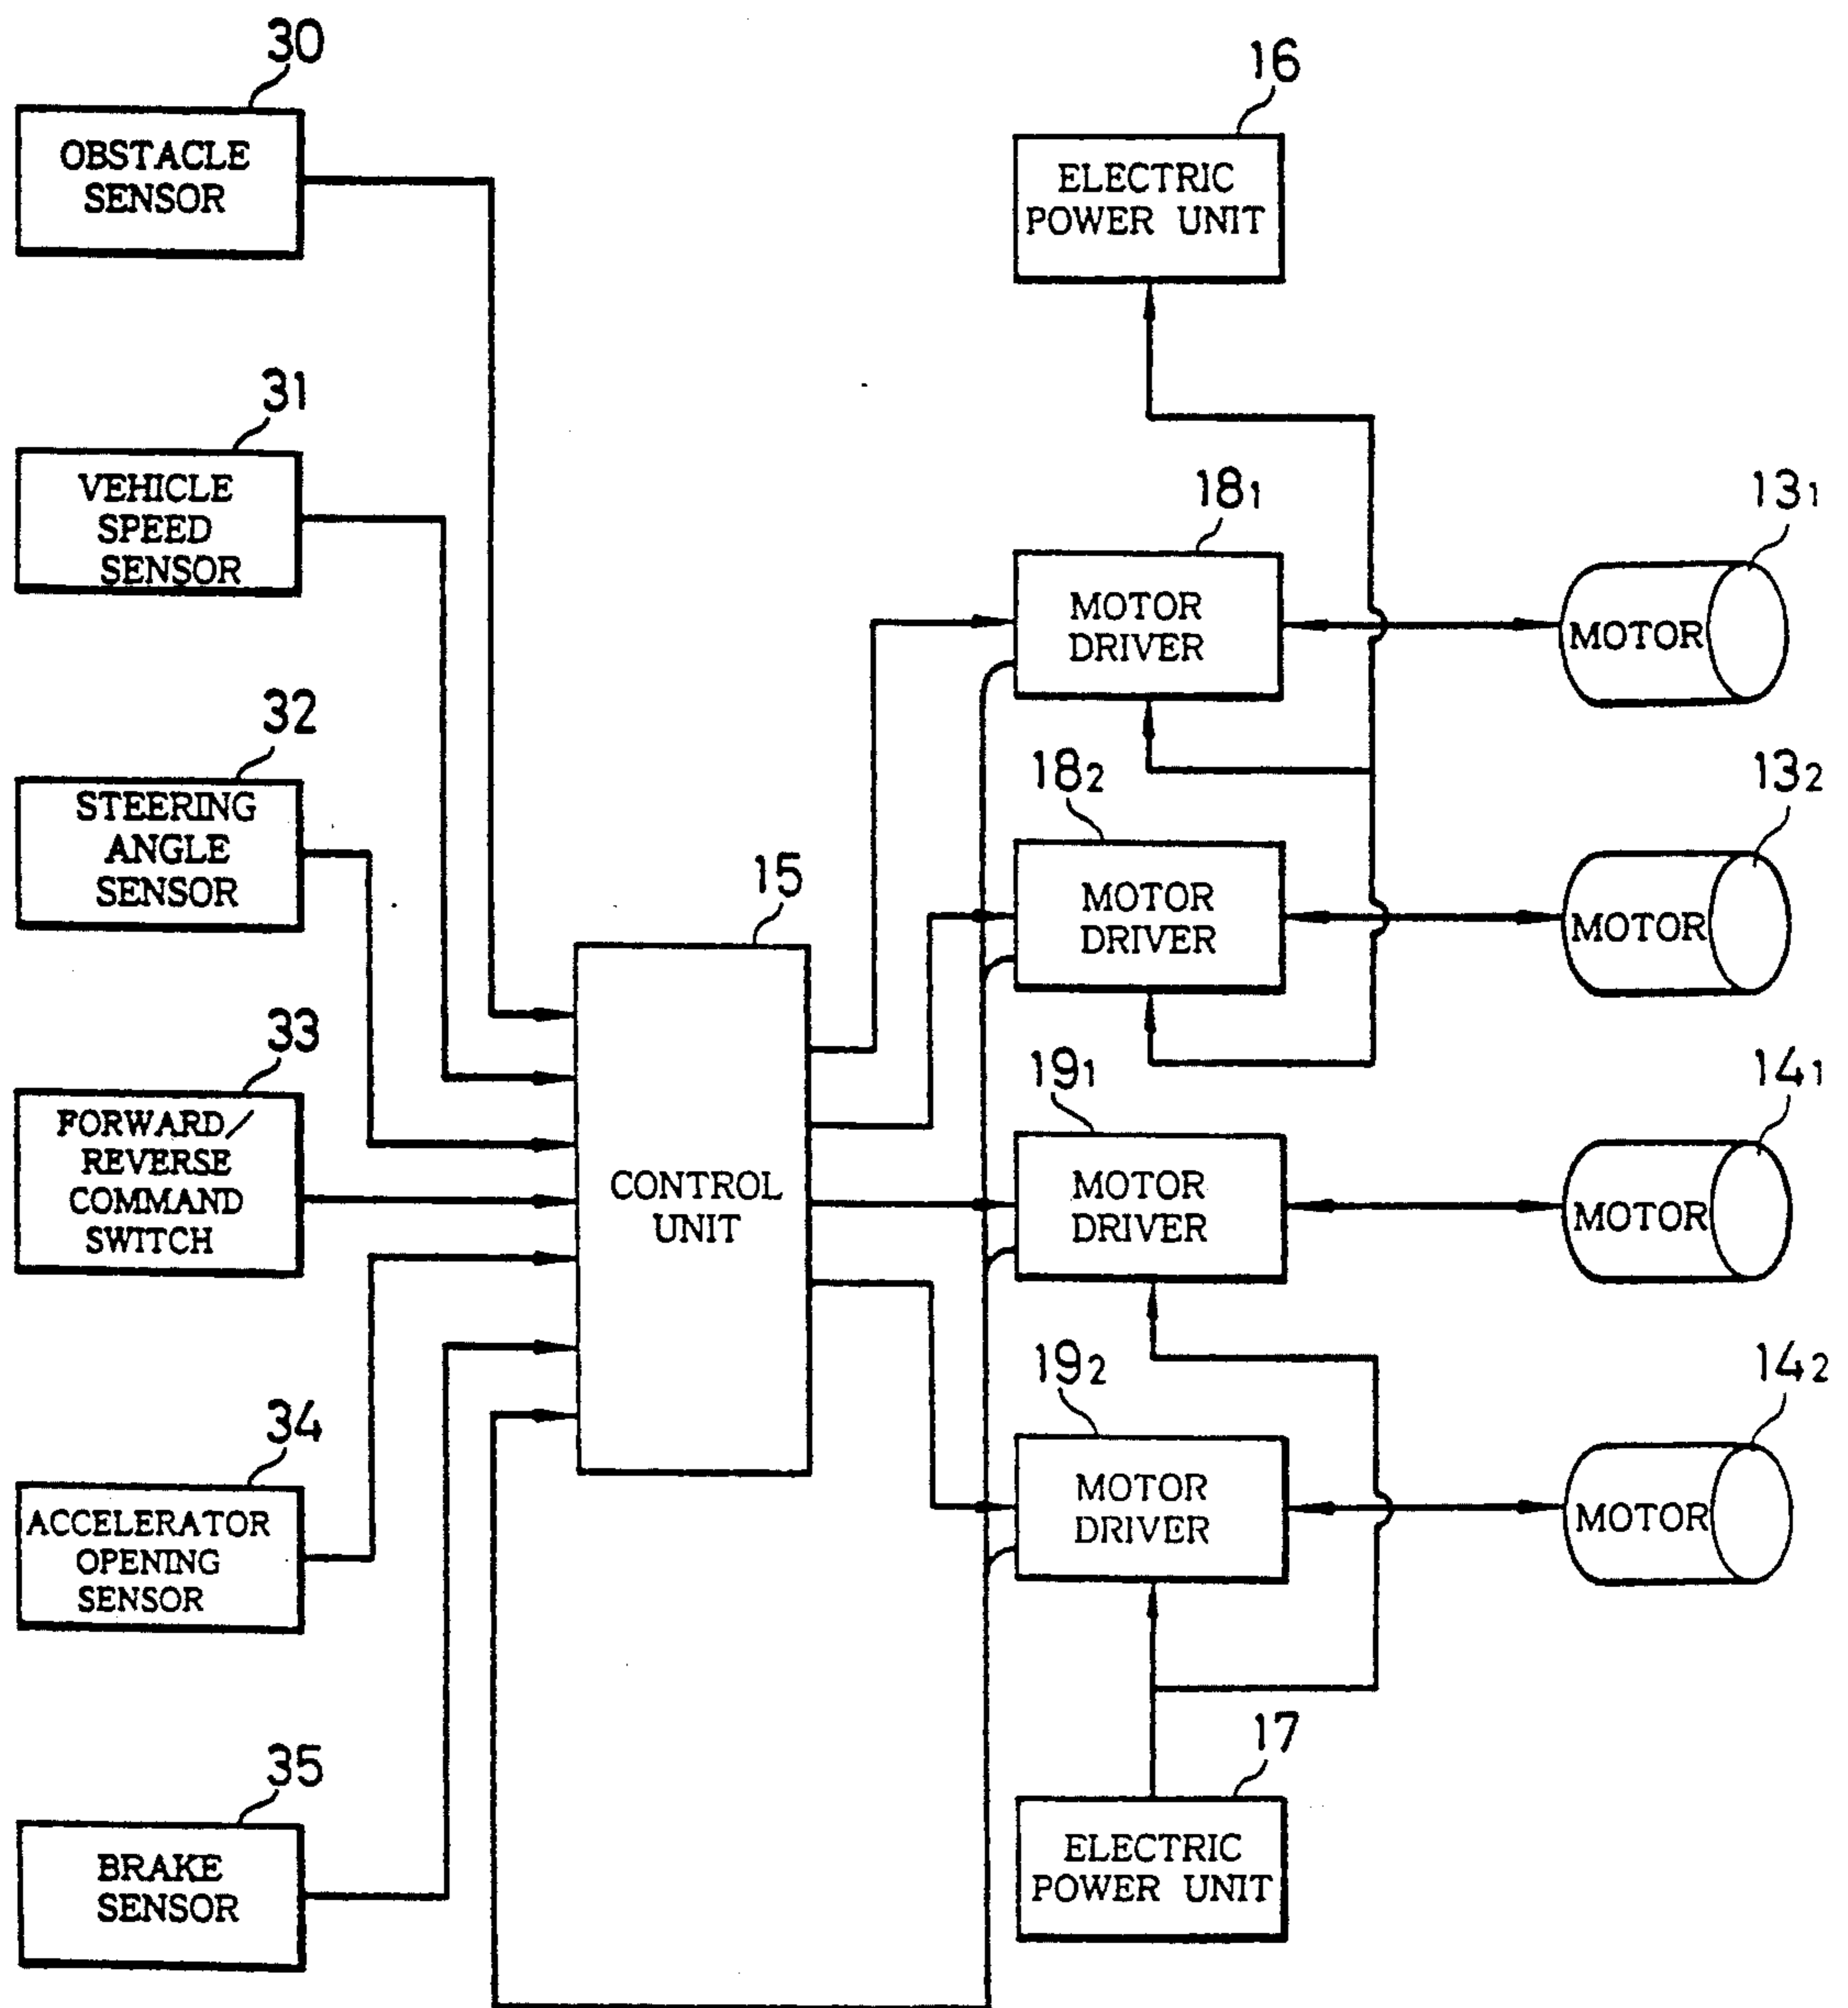 30
OBSTACLE
SENSOR
31
VEHICLE
SPEED
SENSOR
32
STEERING
ANGLE
SENSOR
33
FORWARD /
REVERSE
COMMAND
SWITCH
34
ACCELERATOR
OPENING
SENSOR
35
BRAKE
SENSOR
15
CONTROL
UNIT
16
ELECTRIC
POWER UNIT
18₁
MOTOR
DRIVER
13₁
MOTOR
18₂
MOTOR
DRIVER
13₂
MOTOR
19₁
MOTOR
DRIVER
14₁
MOTOR
19₂
MOTOR
DRIVER
14₂
MOTOR
17
ELECTRIC
POWER UNIT